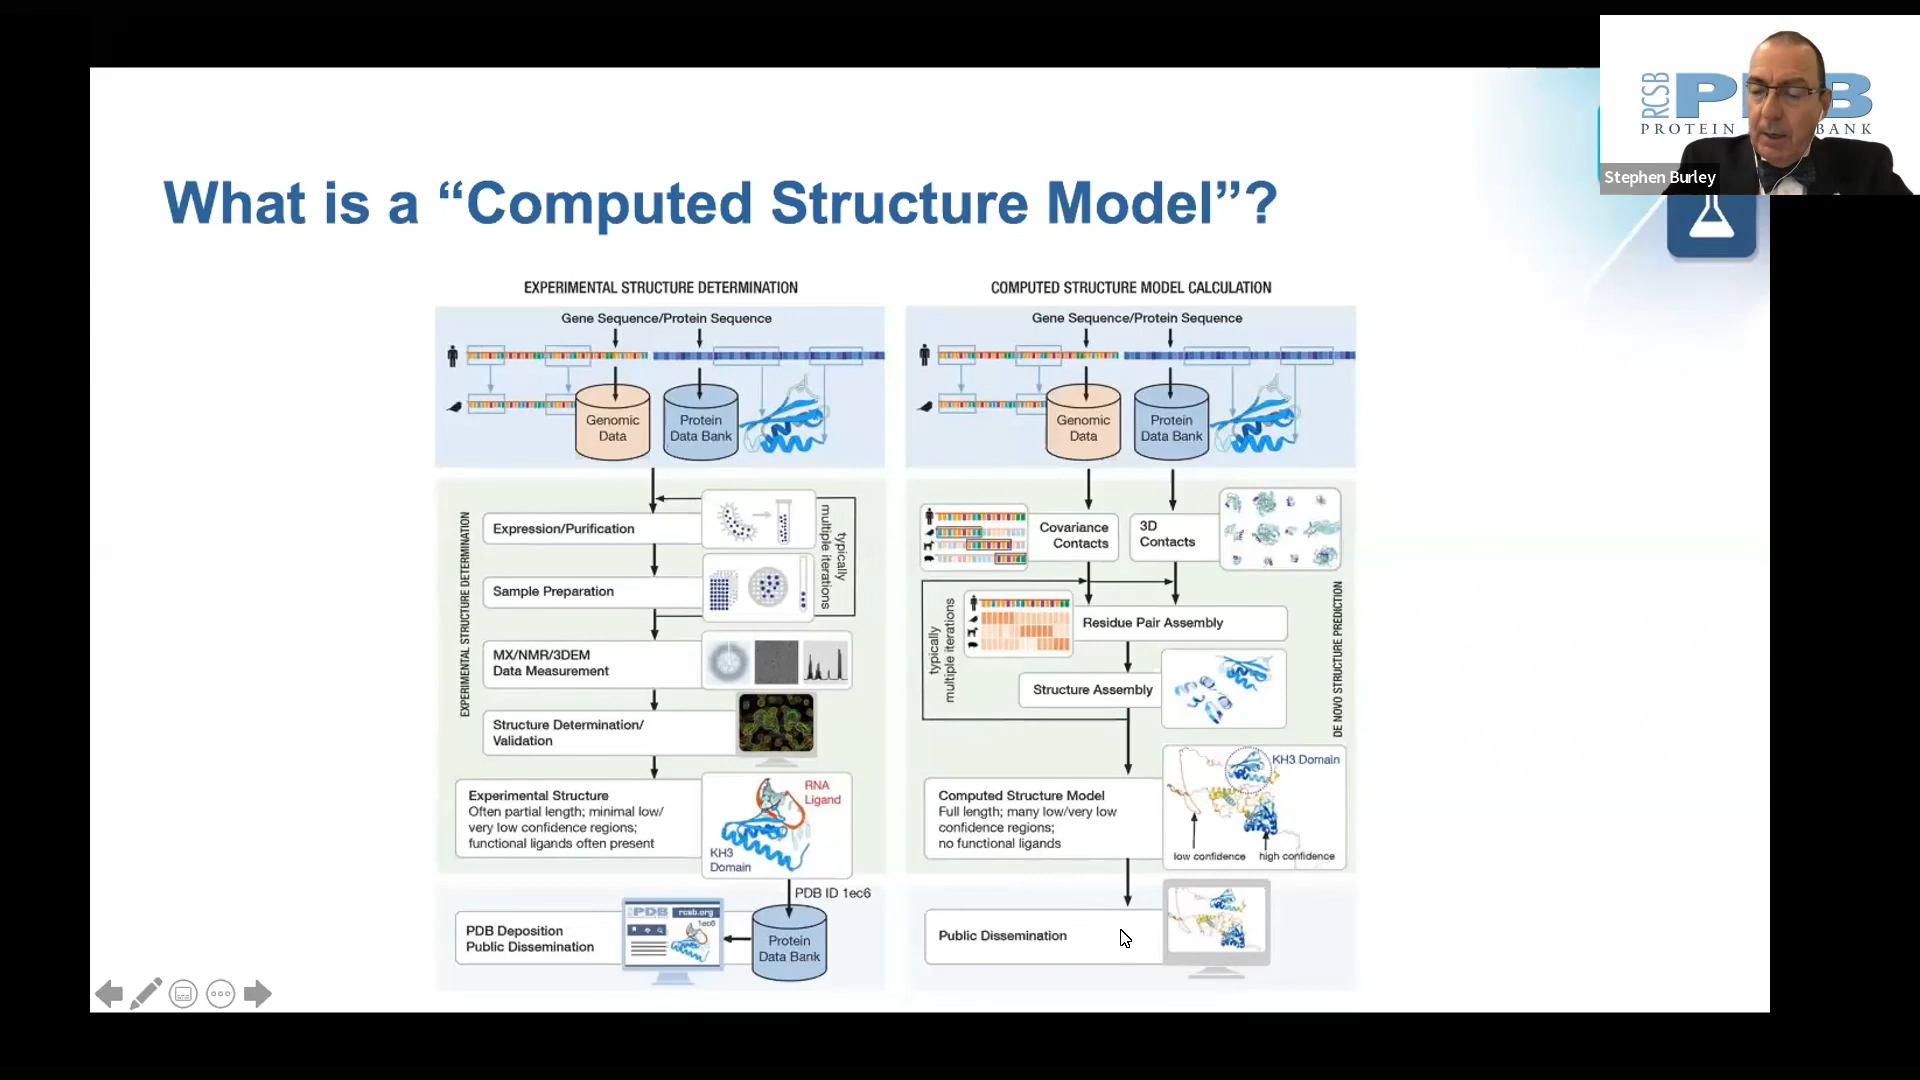 RCSB
PDB
PROTEIN BANK
Stephen Burley
What is a “Computed Structure Model”?
EXPERIMENTAL STRUCTURE DETERMINATION
Gene Sequence/Protein Sequence
Genomic
Data
Protein
Data Bank
EXPERIMENTAL STRUCTURE DETERMINATION
Expression/Purification
Sample Preparation
typically
multiple iterations
MX/NMR/3DEM
Data Measurement
Structure Determination/
Validation
Experimental Structure
Often partial length; minimal low/
very low confidence regions;
functional ligands often present
RNA
Ligand
KH3
Domain
PDB ID 1ec6
PDB Deposition
Public Dissemination
PDB
rcsb.org
1ec6
Protein
Data Bank
COMPUTED STRUCTURE MODEL CALCULATION
Gene Sequence/Protein Sequence
Genomic
Data
Protein
Data Bank
Covariance
Contacts
3D
Contacts
typically
multiple iterations
Residue Pair Assembly
Structure Assembly
DE NOVO STRUCTURE PREDICTION
Computed Structure Model
Full length; many low/very low
confidence regions;
no functional ligands
KH3 Domain
low confidence
high confidence
Public Dissemination